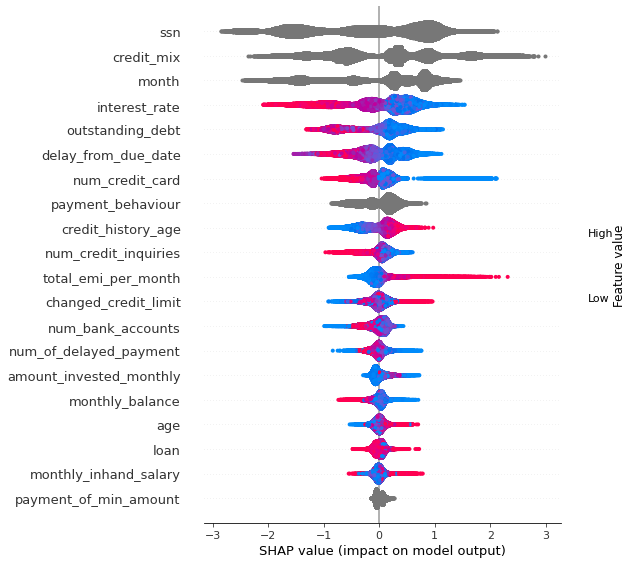 ssn
credit_mix
month
interest_rate
outstanding_debt
delay_from_due_date
num_credit_card
payment_behaviour
credit_history_age
num_credit_inquiries
total_emi_per_month
changed_credit_limit
num_bank_accounts
num_of_delayed_payment
amount_invested_monthly
monthly_balance
age
loan
monthly_inhand_salary
payment_of_min_amount
−3 −2 −1 0 1 2 3
SHAP value (impact on model output)
High
Low
Feature value